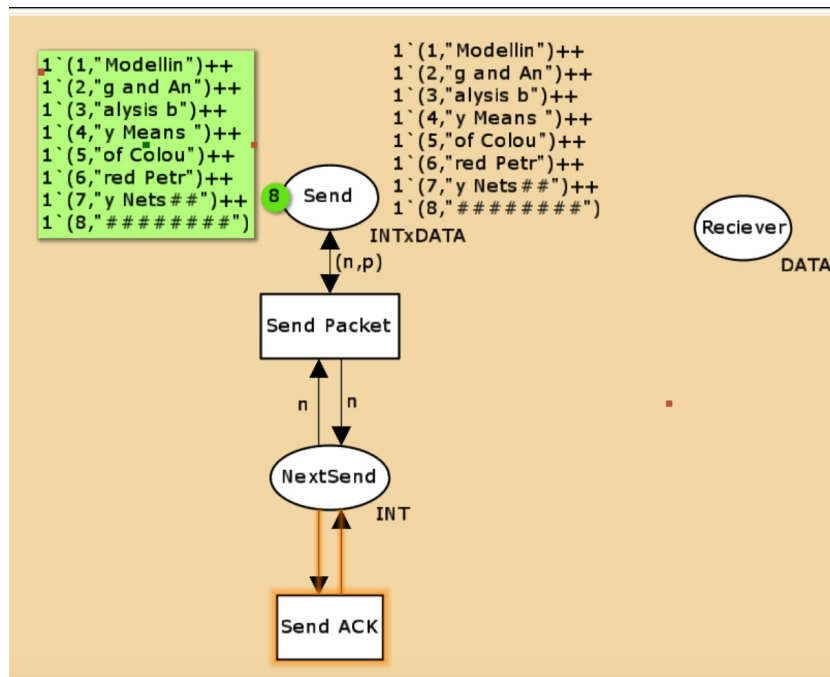 1`(1,"Modellin")++
1`(2,"g and An")++
1`(3,"alysis b")++
1`(4,"y Means ")++
1`(5,"of Colou")++
1`(6,"red Petr")++
1`(7,"y Nets##")++
1`(8,"########")
1`(1,"Modellin")++
1`(2,"g and An")++
1`(3,"alysis b")++
1`(4,"y Means ")++
1`(5,"of Colou")++
1`(6,"red Petr")++
1`(7,"y Nets##")++
1`(8,"########")
8
Send
INTxDATA
Reciever
DATA
(n,p)
Send Packet
n
n
NextSend
INT
Send ACK